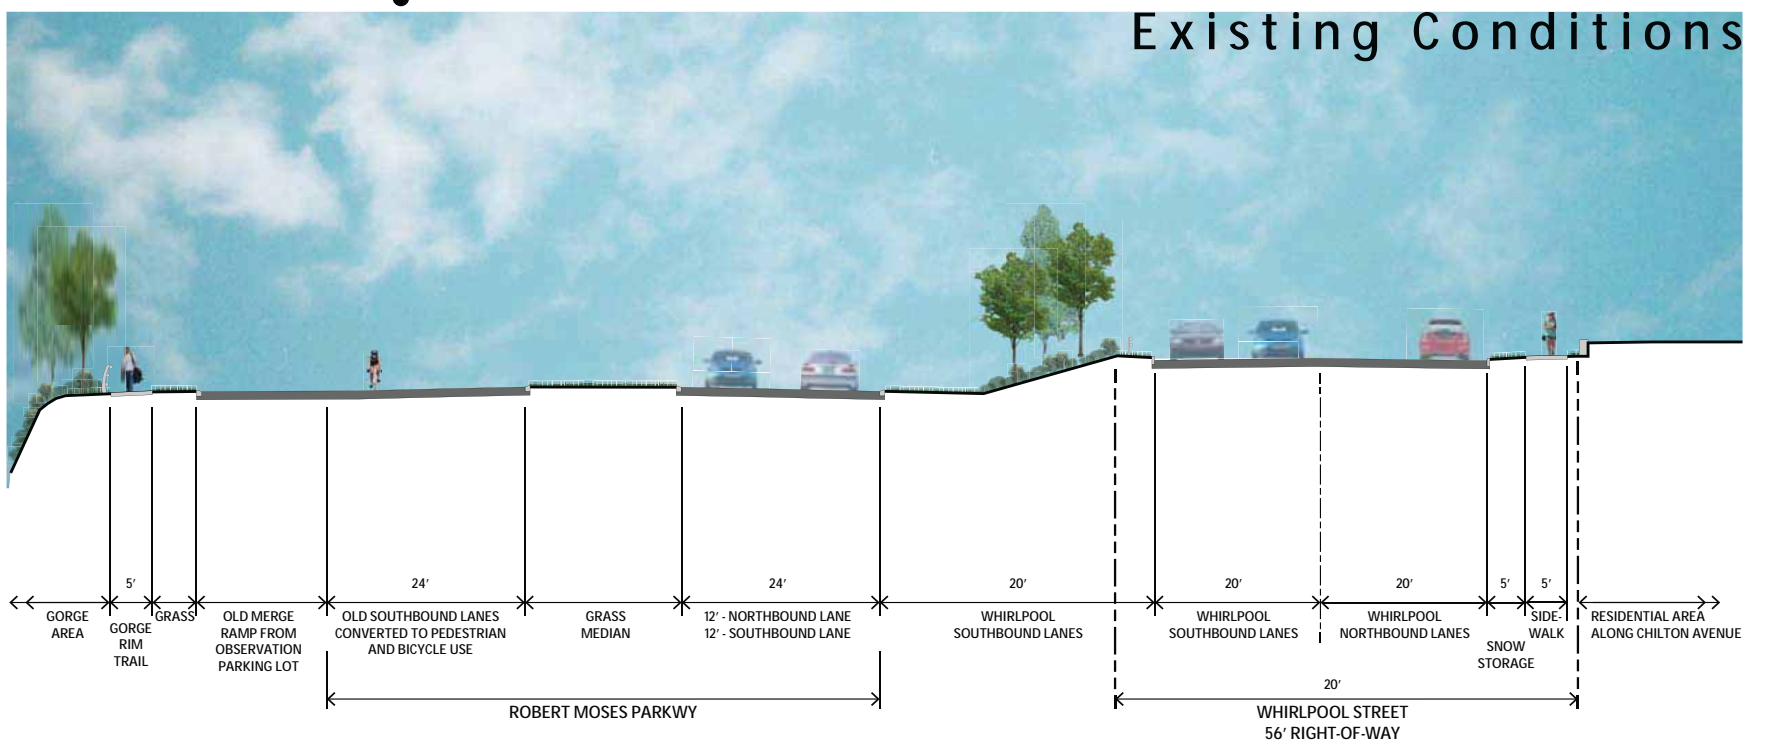 Existing Conditions
5'
24'
24'
20'
20'
20'
5'
5'
GORGE
AREA
GORGE
RIM
TRAIL
GRASS
OLD MERGE
RAMP FROM
OBSERVATION
PARKING LOT
OLD SOUTHBOUND LANES
CONVERTED TO PEDESTRIAN
AND BICYCLE USE
GRASS
MEDIAN
12' - NORTHBOUND LANE
12' - SOUTHBOUND LANE
WHIRLPOOL
SOUTHBOUND LANES
WHIRLPOOL
SOUTHBOUND LANES
WHIRLPOOL
NORTHBOUND LANES
SNOW
STORAGE
SIDE-
WALK
RESIDENTIAL AREA
ALONG CHILTON AVENUE
ROBERT MOSES PARKWY
20'
WHIRLPOOL STREET
56' RIGHT-OF-WAY